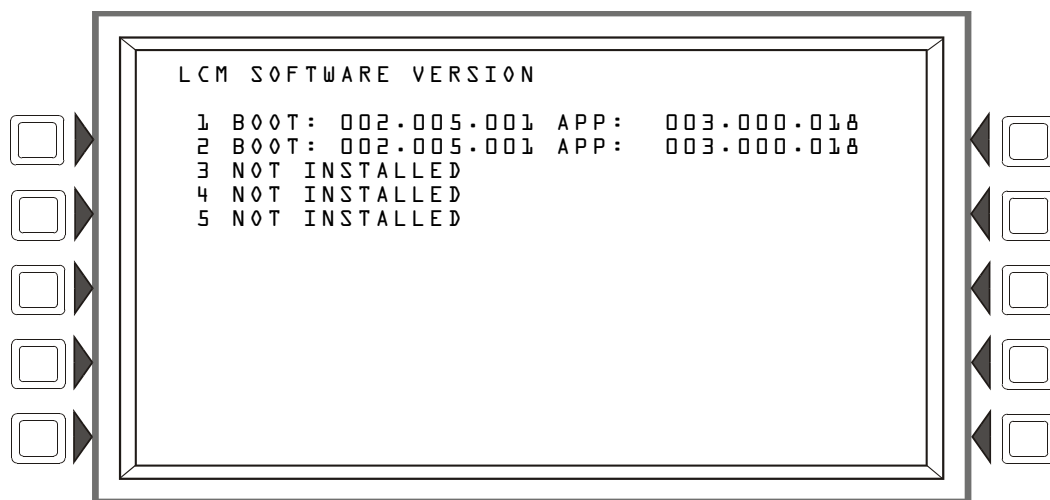 LCM SOFTWARE VERSION
1 BOOT: 002.005.001 APP: 003.000.018
2 BOOT: 002.005.001 APP: 003.000.018
3 NOT INSTALLED
4 NOT INSTALLED
5 NOT INSTALLED